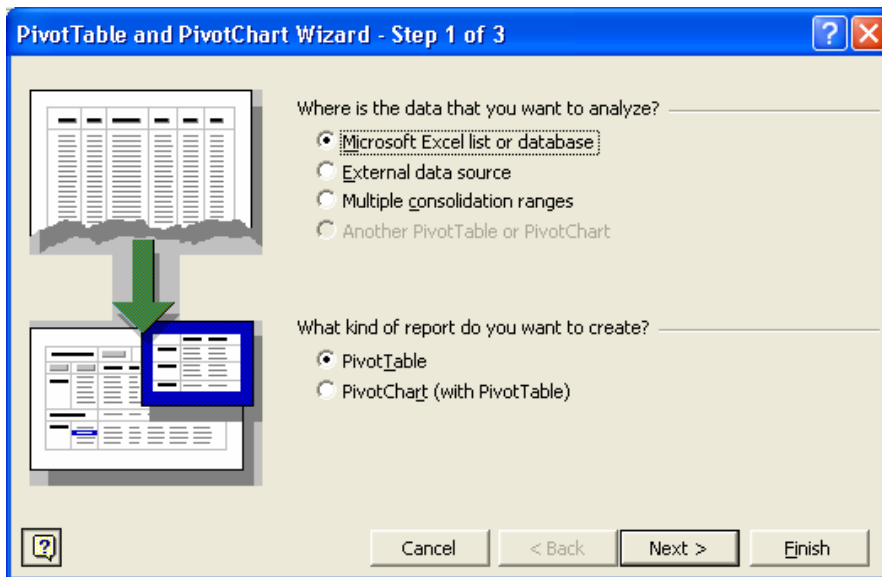 PivotTable and PivotChart Wizard - Step 1 of 3
Where is the data that you want to analyze?
Microsoft Excel list or database
External data source
Multiple consolidation ranges
Another PivotTable or PivotChart
What kind of report do you want to create?
PivotTable
PivotChart (with PivotTable)
Cancel
< Back
Next >
Finish